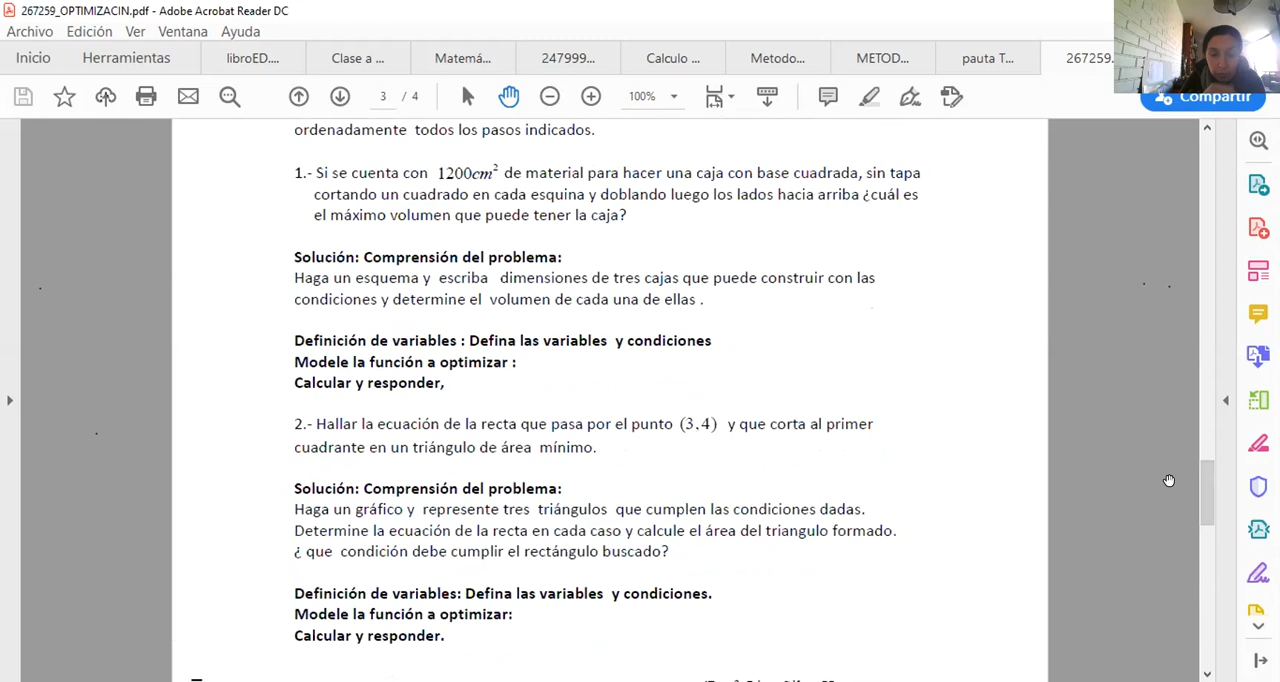 267259_OPTIMIZACIN.pdf - Adobe Acrobat Reader DC
Archivo Edición Ver Ventana Ayuda
Inicio Herramientas libroED.... Clase a ... Matemá... 247999... Calculo ... Metodo... METOD... pauta T... 267259.
3 / 4 100% Compartir
ordenadamente todos los pasos indicados.
1.- Si se cuenta con 1200cm² de material para hacer una caja con base cuadrada, sin tapa
cortando un cuadrado en cada esquina y doblando luego los lados hacia arriba ¿cuál es
el máximo volumen que puede tener la caja?
Solución: Comprensión del problema:
Haga un esquema y escriba dimensiones de tres cajas que puede construir con las
condiciones y determine el volumen de cada una de ellas .
Definición de variables : Defina las variables y condiciones
Modele la función a optimizar :
Calcular y responder,
2.- Hallar la ecuación de la recta que pasa por el punto (3,4) y que corta al primer
cuadrante en un triángulo de área mínimo.
Solución: Comprensión del problema:
Haga un gráfico y represente tres triángulos que cumplen las condiciones dadas.
Determine la ecuación de la recta en cada caso y calcule el área del triangulo formado.
¿ que condición debe cumplir el rectángulo buscado?
Definición de variables: Defina las variables y condiciones.
Modele la función a optimizar:
Calcular y responder.